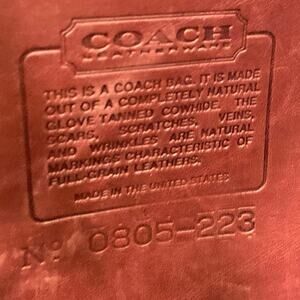 COACH
LEATHERWARE
THIS IS A COACH BAG. IT IS MADE
OUT OF A COMPLETELY NATURAL
GLOVE TANNED COWHIDE. THE
SCARS, SCRATCHES, VEINS,
AND WRINKLES ARE NATURAL
MARKINGS CHARACTERISTIC OF
FULL-GRAIN LEATHERS.
MADE IN THE UNITED STATES
No 0805-223